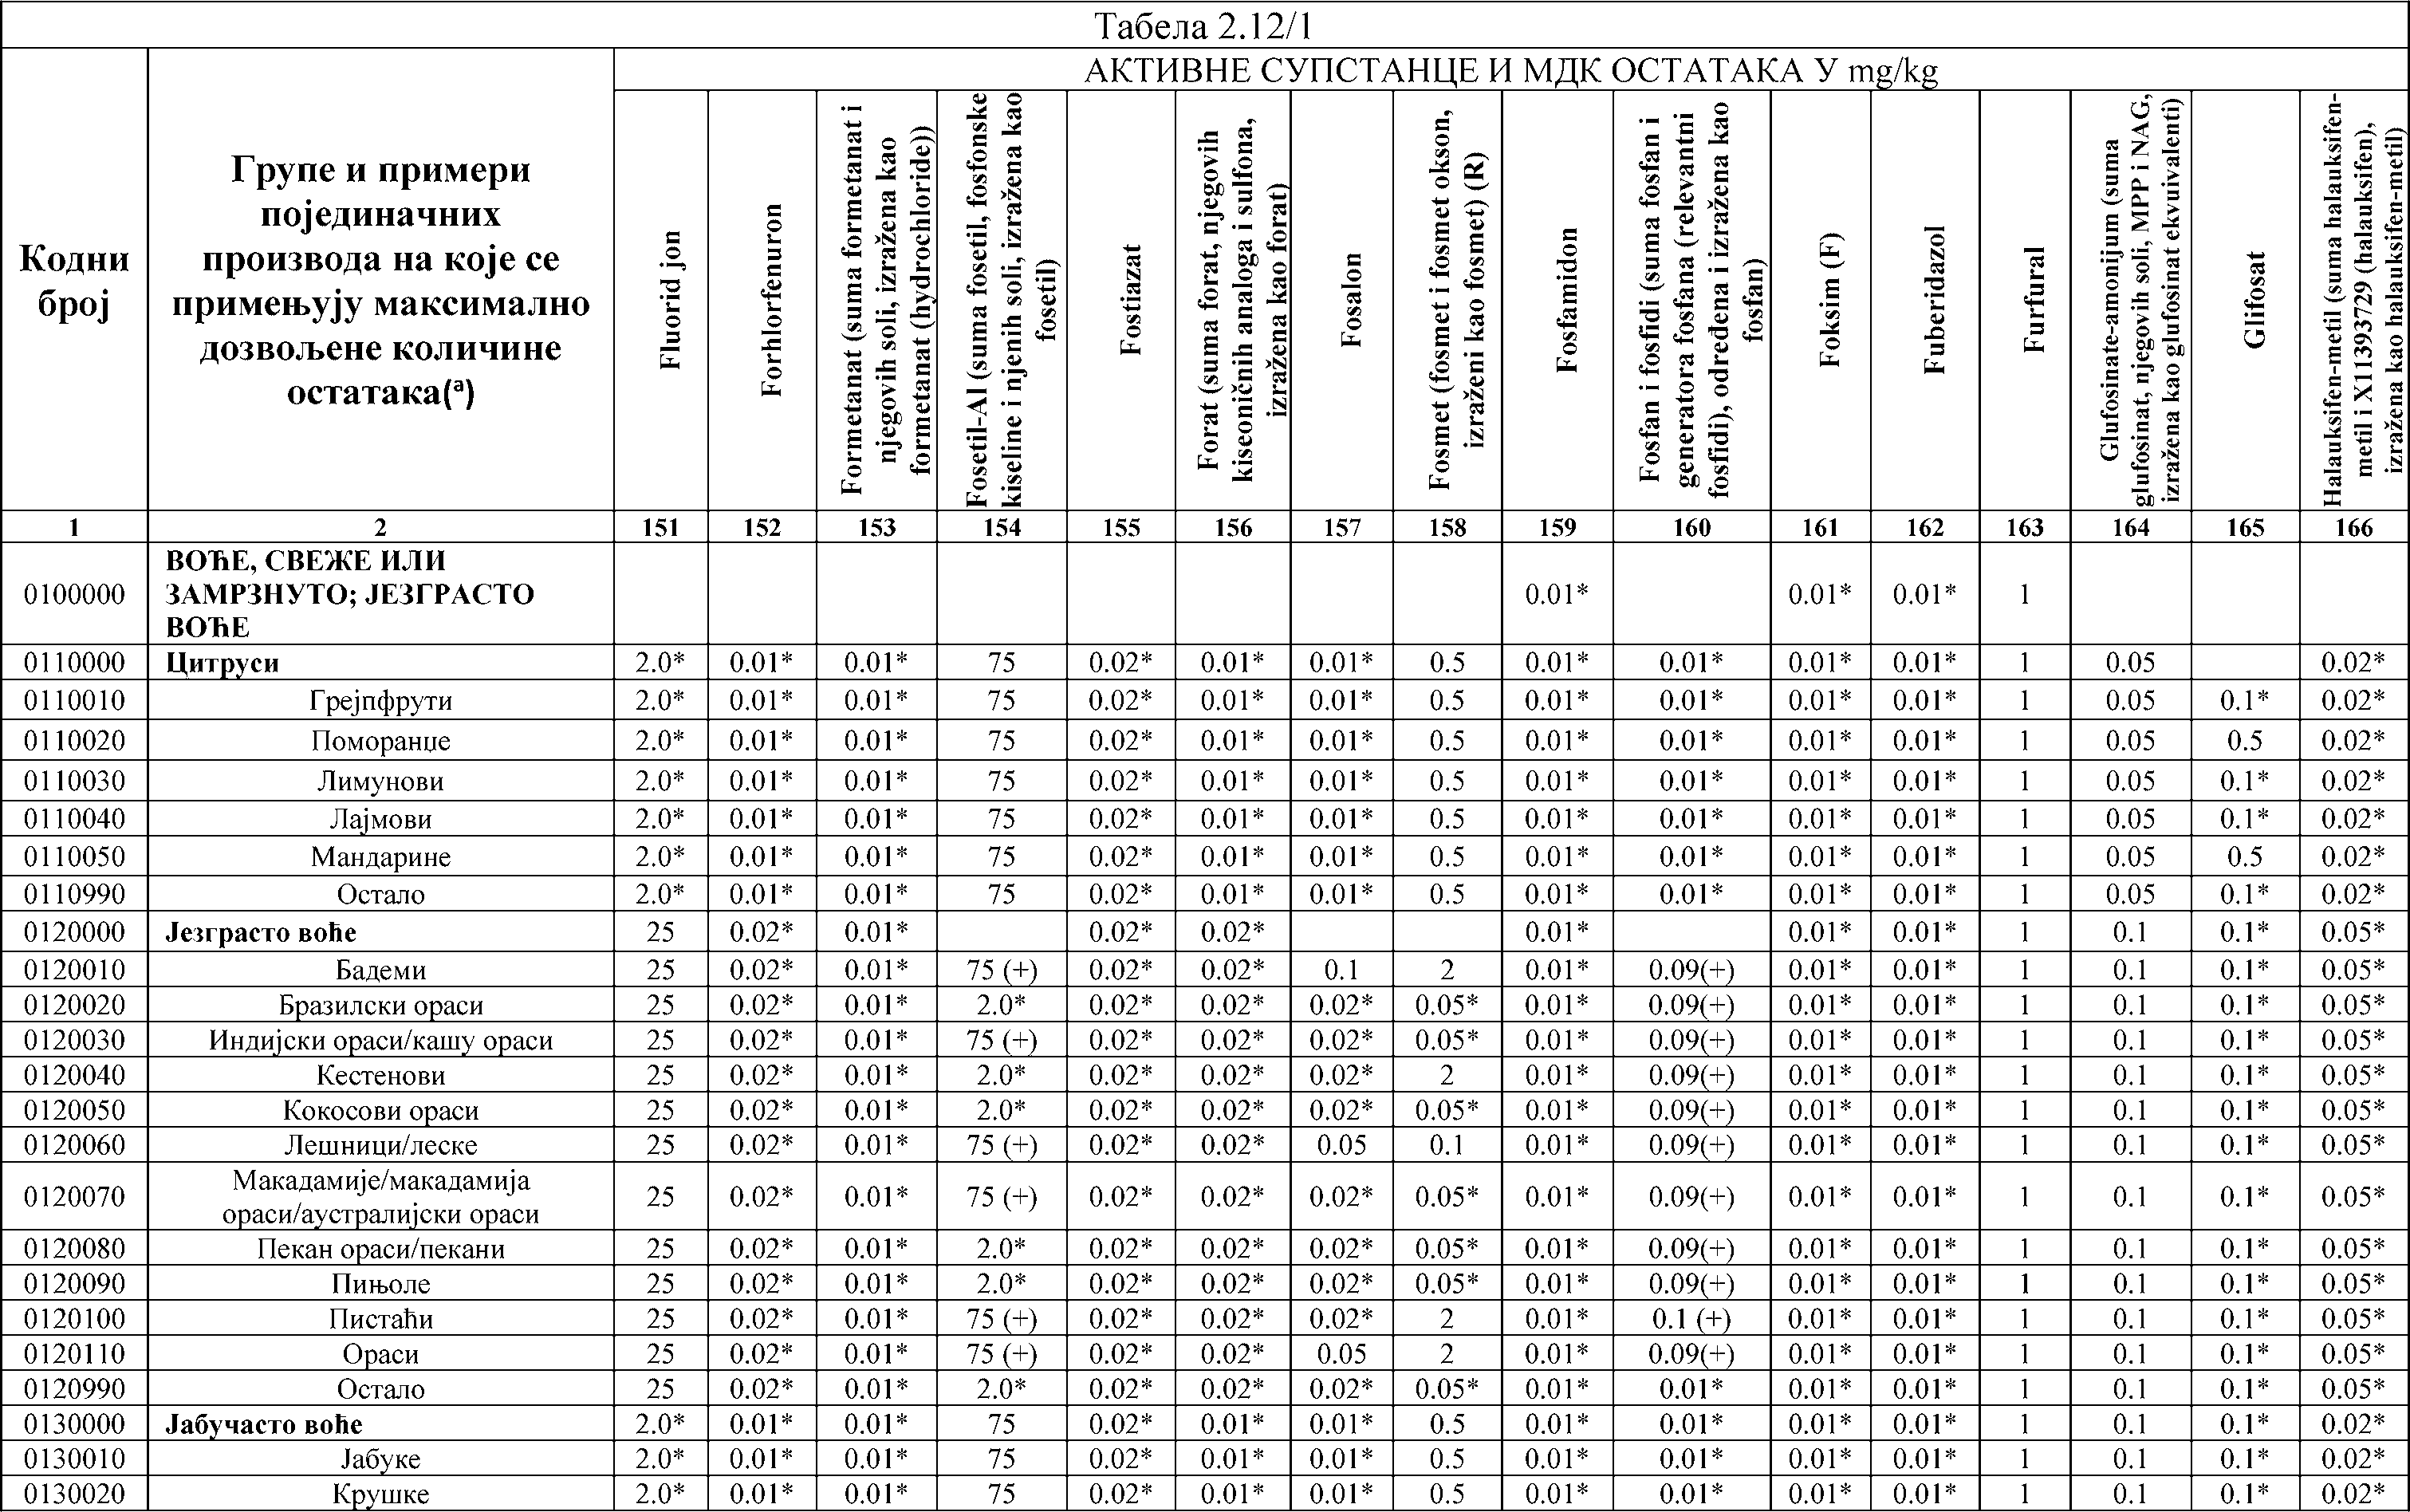 Табела 2.12/1
АКТИВНЕ СУПСТАНЦЕ И МДК ОСТАТАКА У mg/kg
Кодни
број
Групе и примери
појединачних
производа на које се
примењују максимално
дозвољене количине
остатака(ᵃ)
Fluorid jon
Forhlorfenuron
Formetanat (suma formetanat i
njegovih soli, izražena kao
formetanat (hydrochloride))
Fosetil-Al (suma fosetil, fosfonske
kiseline i njenih soli, izražena kao
fosetil)
Fostiazat
Forat (suma forat, njegovih
kiseoničnih analoga i sulfona,
izražena kao forat)
Fosalon
Fosmet (fosmet i fosmet okson,
izraženi kao fosmet) (R)
Fosfamidon
Fosfan i fosfidi (suma fosfan i
generatora fosfana (relevantni
fosfidi), određena i izražena kao
fosfan)
Foksim (F)
Fuberidazol
Furfural
Glufosinate-amonijum (suma
glufosinat, njegovih soli, MPP i NAG,
izražena kao glufosinat ekvuivalenti)
Glifosat
Halauksifen-metil (suma halauksifen-
metil i X11393729 (halauksifen),
izražena kao halauksifen-metil)
1 2 151 152 153 154 155 156 157 158 159 160 161 162 163 164 165 166
0100000 ВОЋЕ, СВЕЖЕ ИЛИ
ЗАМРЗНУТО; ЈЕЗГРАСТО
ВОЋЕ
0.01* 0.01* 0.01* 1
0110000 Цитруси 2.0* 0.01* 0.01* 75 0.02* 0.01* 0.01* 0.5 0.01* 0.01* 0.01* 0.01* 1 0.05 0.02*
0110010 Грејпфрути 2.0* 0.01* 0.01* 75 0.02* 0.01* 0.01* 0.5 0.01* 0.01* 0.01* 0.01* 1 0.05 0.1* 0.02*
0110020 Поморанџе 2.0* 0.01* 0.01* 75 0.02* 0.01* 0.01* 0.5 0.01* 0.01* 0.01* 0.01* 1 0.05 0.5 0.02*
0110030 Лимунови 2.0* 0.01* 0.01* 75 0.02* 0.01* 0.01* 0.5 0.01* 0.01* 0.01* 0.01* 1 0.05 0.1* 0.02*
0110040 Лајмови 2.0* 0.01* 0.01* 75 0.02* 0.01* 0.01* 0.5 0.01* 0.01* 0.01* 0.01* 1 0.05 0.1* 0.02*
0110050 Мандарине 2.0* 0.01* 0.01* 75 0.02* 0.01* 0.01* 0.5 0.01* 0.01* 0.01* 0.01* 1 0.05 0.5 0.02*
0110990 Остало 2.0* 0.01* 0.01* 75 0.02* 0.01* 0.01* 0.5 0.01* 0.01* 0.01* 0.01* 1 0.05 0.1* 0.02*
0120000 Језграсто воће 25 0.02* 0.01* 0.02* 0.02* 0.01* 0.01* 0.01* 1 0.1 0.1* 0.05*
0120010 Бадеми 25 0.02* 0.01* 75 (+) 0.02* 0.02* 0.1 2 0.01* 0.09(+) 0.01* 0.01* 1 0.1 0.1* 0.05*
0120020 Бразилски ораси 25 0.02* 0.01* 2.0* 0.02* 0.02* 0.02* 0.05* 0.01* 0.09(+) 0.01* 0.01* 1 0.1 0.1* 0.05*
0120030 Индијски ораси/кашу ораси 25 0.02* 0.01* 75 (+) 0.02* 0.02* 0.02* 0.05* 0.01* 0.09(+) 0.01* 0.01* 1 0.1 0.1* 0.05*
0120040 Кестенови 25 0.02* 0.01* 2.0* 0.02* 0.02* 0.02* 2 0.01* 0.09(+) 0.01* 0.01* 1 0.1 0.1* 0.05*
0120050 Кокосови ораси 25 0.02* 0.01* 2.0* 0.02* 0.02* 0.02* 0.05* 0.01* 0.09(+) 0.01* 0.01* 1 0.1 0.1* 0.05*
0120060 Лешници/леске 25 0.02* 0.01* 75 (+) 0.02* 0.02* 0.05 0.1 0.01* 0.09(+) 0.01* 0.01* 1 0.1 0.1* 0.05*
0120070 Макадамије/макадамија
ораси/аустралијски ораси 25 0.02* 0.01* 75 (+) 0.02* 0.02* 0.02* 0.05* 0.01* 0.09(+) 0.01* 0.01* 1 0.1 0.1* 0.05*
0120080 Пекан ораси/пекани 25 0.02* 0.01* 2.0* 0.02* 0.02* 0.02* 0.05* 0.01* 0.09(+) 0.01* 0.01* 1 0.1 0.1* 0.05*
0120090 Пињоле 25 0.02* 0.01* 2.0* 0.02* 0.02* 0.02* 0.05* 0.01* 0.09(+) 0.01* 0.01* 1 0.1 0.1* 0.05*
0120100 Пистаћи 25 0.02* 0.01* 75 (+) 0.02* 0.02* 0.02* 2 0.01* 0.1 (+) 0.01* 0.01* 1 0.1 0.1* 0.05*
0120110 Ораси 25 0.02* 0.01* 75 (+) 0.02* 0.02* 0.05 2 0.01* 0.09(+) 0.01* 0.01* 1 0.1 0.1* 0.05*
0120990 Остало 25 0.02* 0.01* 2.0* 0.02* 0.02* 0.02* 0.05* 0.01* 0.01* 0.01* 0.01* 1 0.1 0.1* 0.05*
0130000 Јабучасто воће 2.0* 0.01* 0.01* 75 0.02* 0.01* 0.01* 0.5 0.01* 0.01* 0.01* 0.01* 1 0.1 0.1* 0.02*
0130010 Јабуке 2.0* 0.01* 0.01* 75 0.02* 0.01* 0.01* 0.5 0.01* 0.01* 0.01* 0.01* 1 0.1 0.1* 0.02*
0130020 Крушке 2.0* 0.01* 0.01* 75 0.02* 0.01* 0.01* 0.5 0.01* 0.01* 0.01* 0.01* 1 0.1 0.1* 0.02*